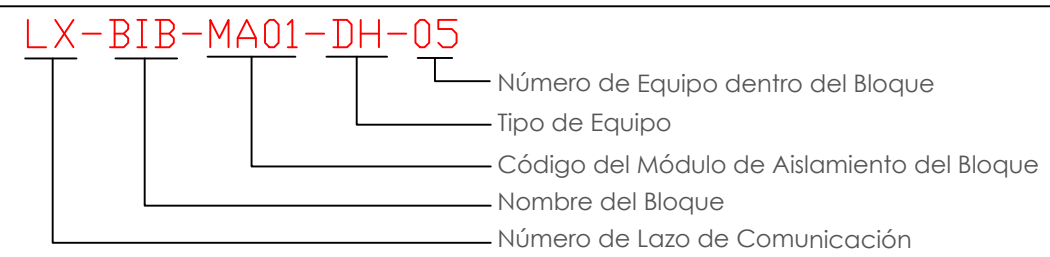 LX-BIB-MA01-DH-05
Número de Equipo dentro del Bloque
Tipo de Equipo
Código del Módulo de Aislamiento del Bloque
Nombre del Bloque
Número de Lazo de Comunicación